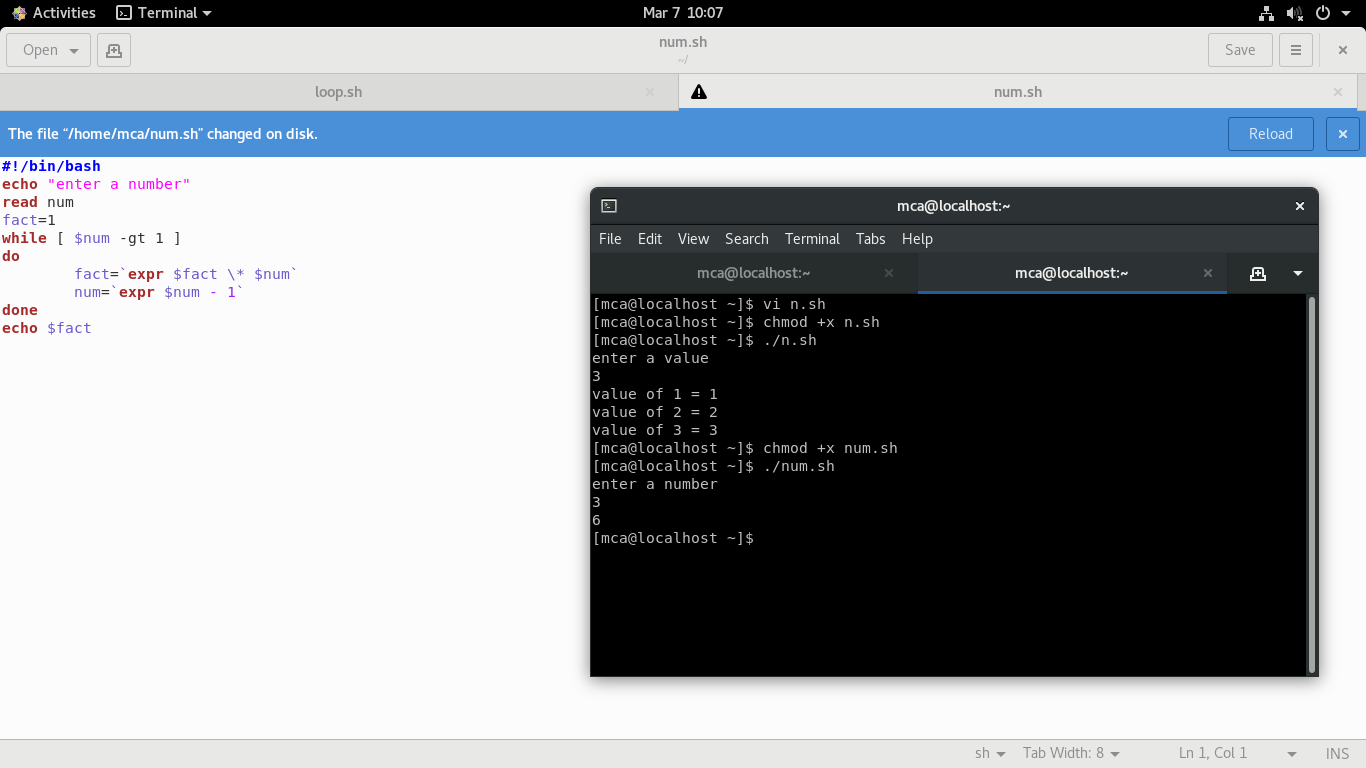 Activities Terminal Mar 7 10:07
Open num.sh Save
~/
loop.sh num.sh
The file “/home/mca/num.sh” changed on disk. Reload
#!/bin/bash
echo "enter a number"
read num
fact=1
while [ $num -gt 1 ]
do
        fact=`expr $fact \* $num`
        num=`expr $num - 1`
done
echo $fact
mca@localhost:~
File Edit View Search Terminal Tabs Help
mca@localhost:~ mca@localhost:~
[mca@localhost ~]$ vi n.sh
[mca@localhost ~]$ chmod +x n.sh
[mca@localhost ~]$ ./n.sh
enter a value
3
value of 1 = 1
value of 2 = 2
value of 3 = 3
[mca@localhost ~]$ chmod +x num.sh
[mca@localhost ~]$ ./num.sh
enter a number
3
6
[mca@localhost ~]$
sh Tab Width: 8 Ln 1, Col 1 INS